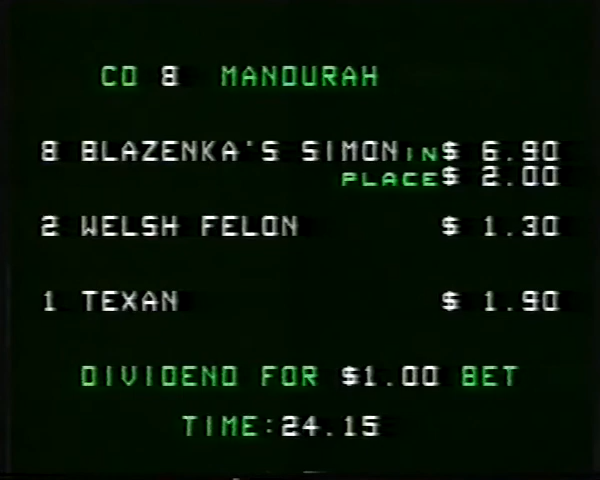 CD 8 MANDURAH
8 BLAZENKA'S SIMON IN $ 6.90
PLACE $ 2.00
2 WELSH FELON $ 1.30
1 TEXAN $ 1.90
DIVIDEND FOR $1.00 BET
TIME:24.15